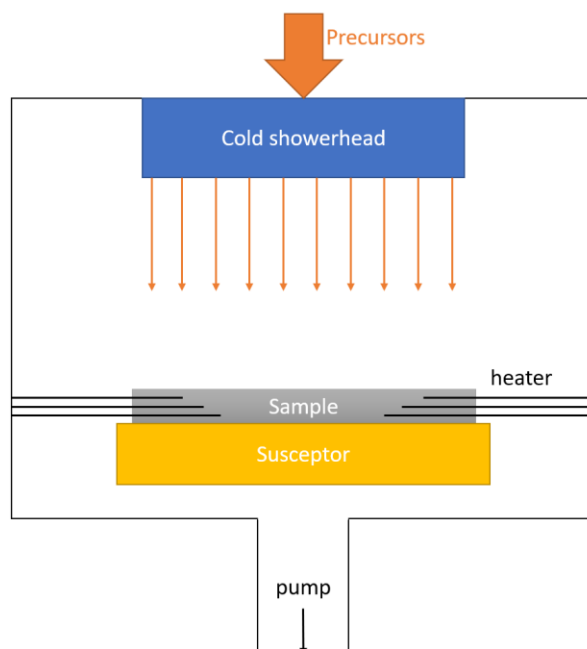 Precursors
Cold showerhead
heater
Sample
Susceptor
pump